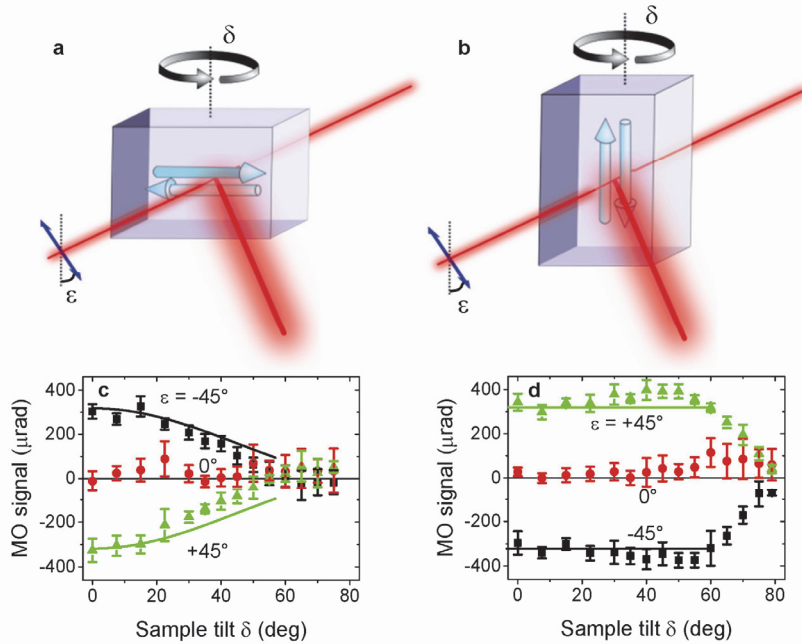 a
δ
ε
b
δ
ε
c
ε = -45°
0°
+45°
400
200
0
-200
-400
0
20
40
60
80
MO signal (μrad)
Sample tilt δ (deg)
d
ε = +45°
0°
-45°
400
200
0
-200
-400
0
20
40
60
80
MO signal (μrad)
Sample tilt δ (deg)